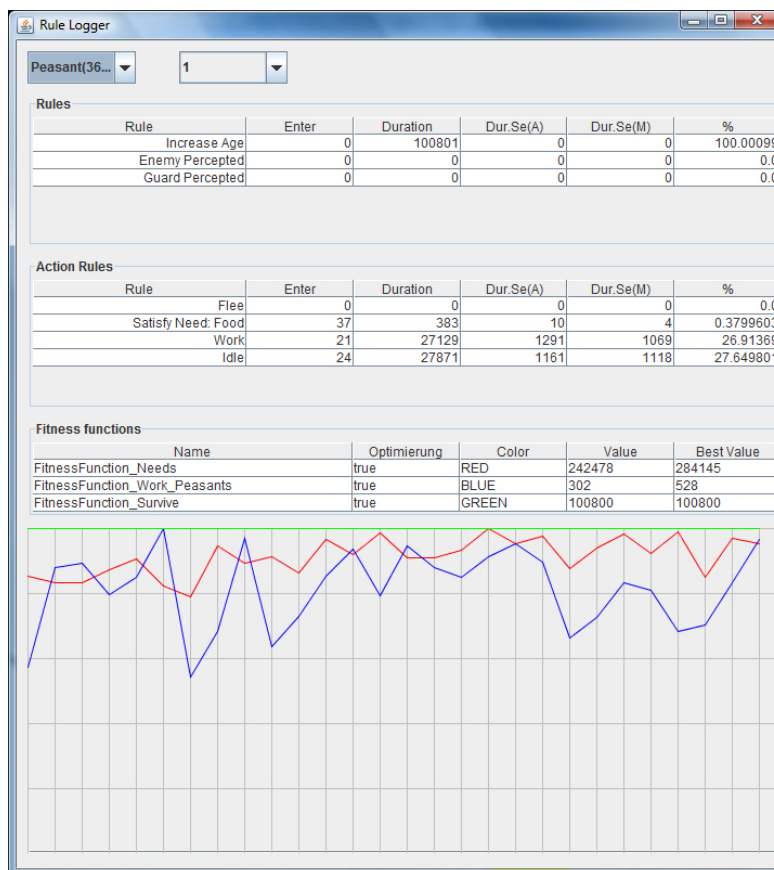 Rule Logger
Peasant(36... 1
Rules
Rule Enter Duration Dur.Se(A) Dur.Se(M) %
Increase Age 0 100801 0 0 100.00099
Enemy Percepted 0 0 0 0 0.0
Guard Percepted 0 0 0 0 0.0
Action Rules
Rule Enter Duration Dur.Se(A) Dur.Se(M) %
Flee 0 0 0 0 0.0
Satisfy Need: Food 37 383 10 4 0.3799603
Work 21 27129 1291 1069 26.91369
Idle 24 27871 1161 1118 27.649801
Fitness functions
Name Optimierung Color Value Best Value
FitnessFunction_Needs true RED 242478 284145
FitnessFunction_Work_Peasants true BLUE 302 528
FitnessFunction_Survive true GREEN 100800 100800